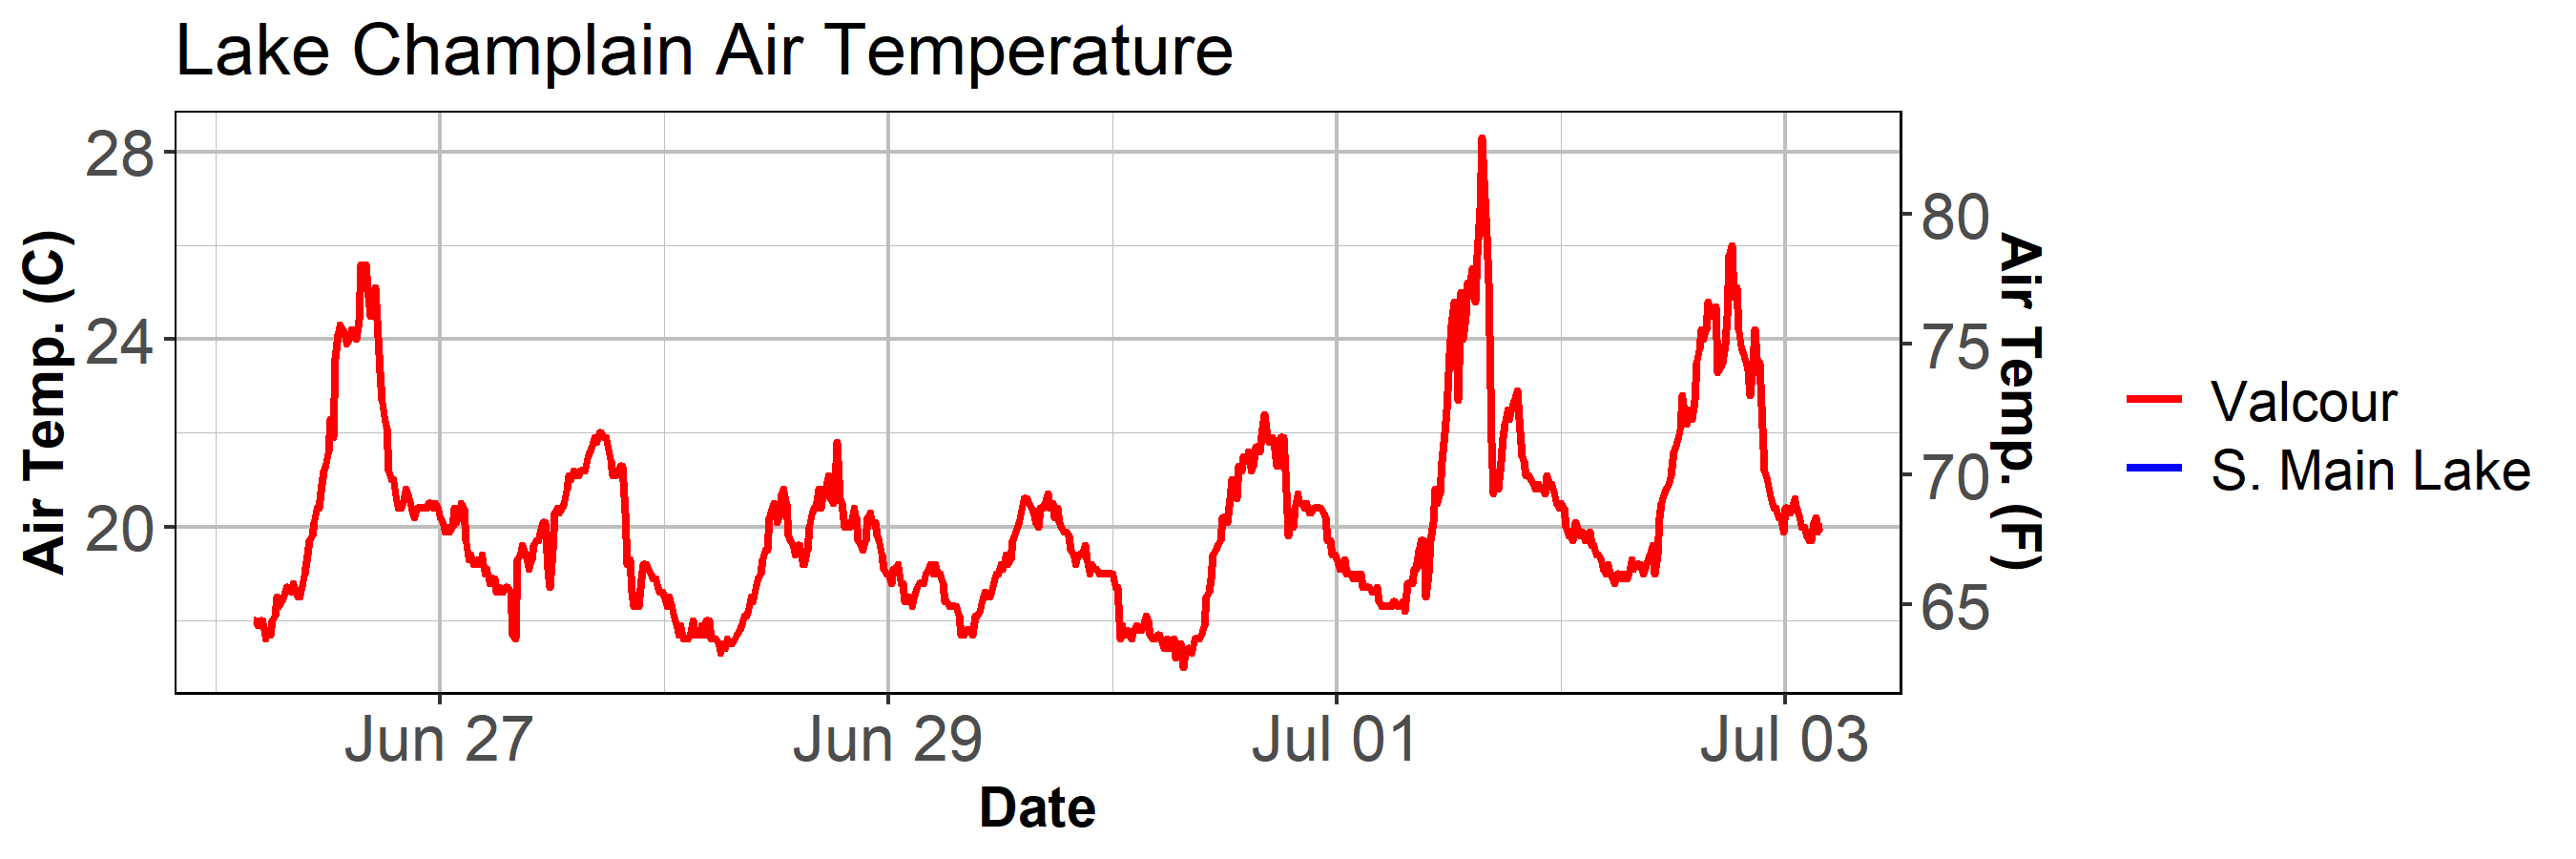 Lake Champlain Air Temperature
28
24
20
Air Temp. (C)
80
75
70
65
Air Temp. (F)
Valcour
S. Main Lake
Jun 27
Jun 29
Jul 01
Jul 03
Date